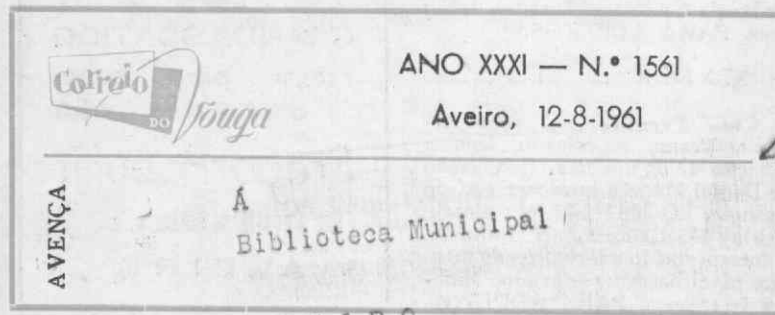 Correio
DO
Vouga
ANO XXXI — N.º 1561
Aveiro, 12-8-1961
AVENÇA
Á
Biblioteca Municipal